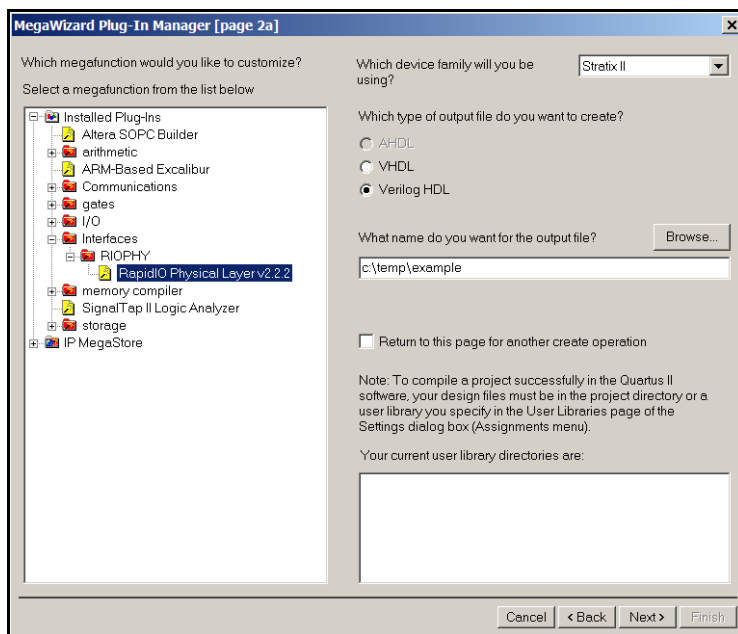 MegaWizard Plug-In Manager [page 2a]
Which megafunction would you like to customize?
Select a megafunction from the list below
Installed Plug-Ins
Altera SOPC Builder
arithmetic
ARM-Based Excalibur
Communications
gates
I/O
Interfaces
RIOPHY
RapidIO Physical Layer v2.2.2
memory compiler
SignalTap II Logic Analyzer
storage
IP MegaStore
Which device family will you be
using?
Stratix II
Which type of output file do you want to create?
AHDL
VHDL
Verilog HDL
What name do you want for the output file?
Browse...
c:\temp\example
Return to this page for another create operation
Note: To compile a project successfully in the Quartus II
software, your design files must be in the project directory or a
user library you specify in the User Libraries page of the
Settings dialog box (Assignments menu).
Your current user library directories are:
Cancel
< Back
Next >
Finish